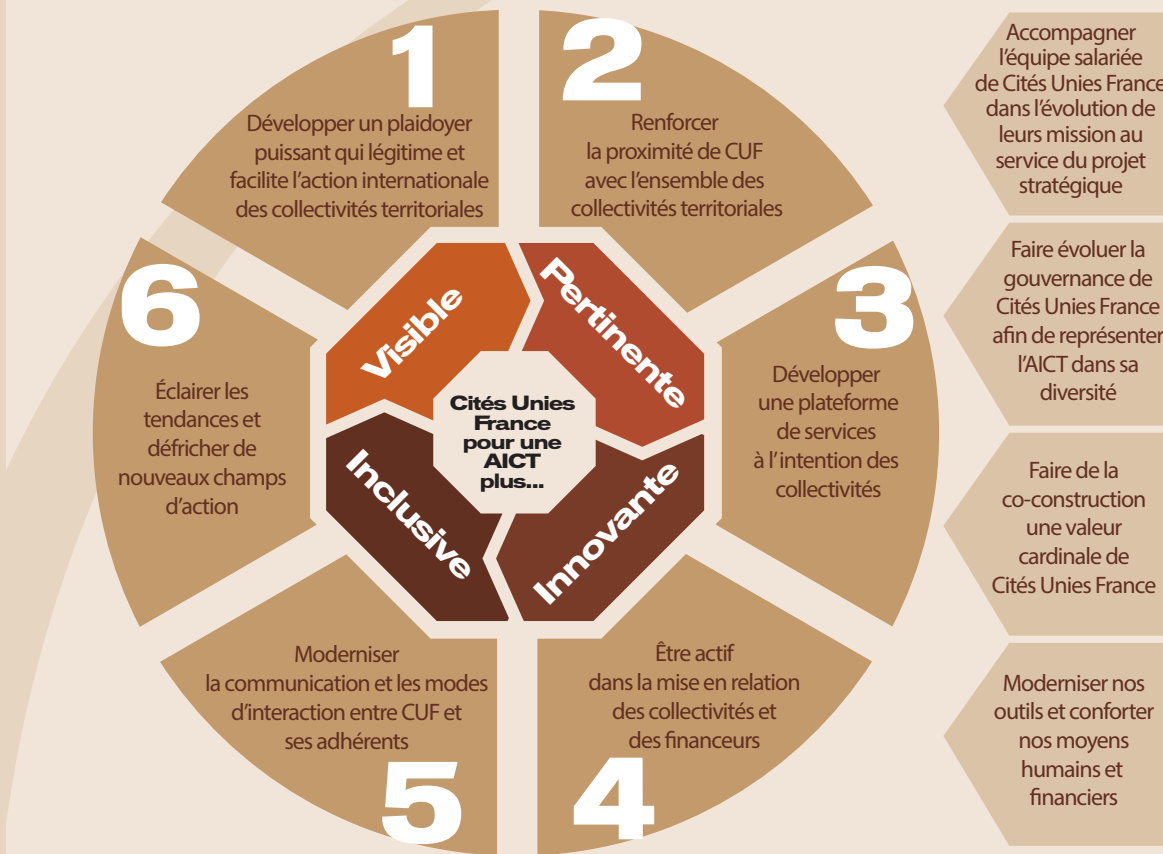 1
Développer un plaidoyer
puissant qui légitime et
facilite l'action internationale
des collectivités territoriales
2
Renforcer
la proximité de CUF
avec l'ensemble des
collectivités territoriales
3
Développer
une plateforme
de services
à l'intention des
collectivités
4
Être actif
dans la mise en relation
des collectivités et
des financeurs
5
Moderniser
la communication et les modes
d'interaction entre CUF et
ses adhérents
6
Éclairer les
tendances et
défricher de
nouveaux champs
d'action
Cités Unies
France
pour une
AICT
plus...
Visible
Pertinente
Innovante
Inclusive
Accompagner
l'équipe salariée
de Cités Unies France
dans l'évolution de
leurs mission au
service du projet
stratégique
Faire évoluer la
gouvernance de
Cités Unies France
afin de représenter
l'AICT dans sa
diversité
Faire de la
co-construction
une valeur
cardinale de
Cités Unies France
Moderniser nos
outils et conforter
nos moyens
humains et
financiers